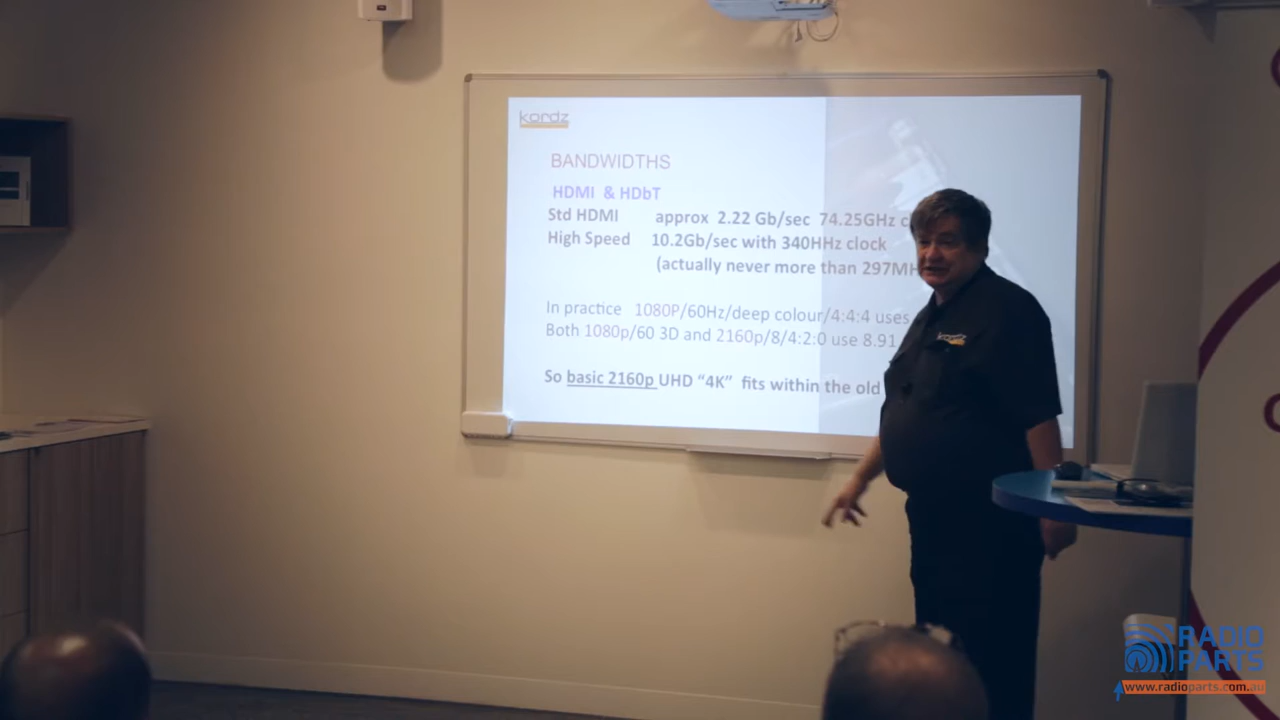 kordz
BANDWIDTHS
HDMI & HDbT
Std HDMI approx 2.22 Gb/sec 74.25GHz
High Speed 10.2Gb/sec with 340HHz clock
(actually never more than 297MH
In practice 1080P/60Hz/deep colour/4:4:4 uses
Both 1080p/60 3D and 2160p/8/4:2:0 use 8.91
So basic 2160p UHD “4K” fits within the old
kordz
RADIO
PARTS
www.radioparts.com.au